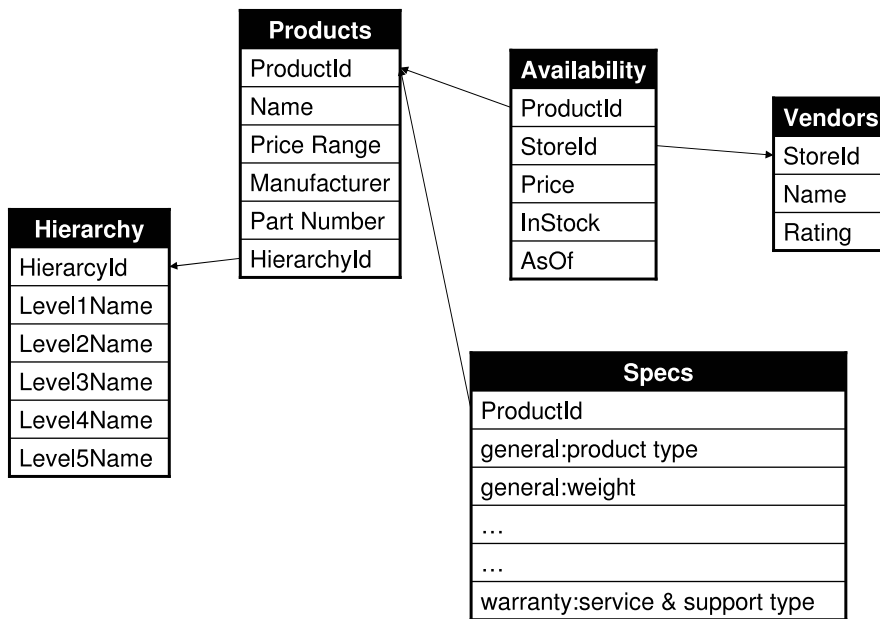 Products
ProductId
Name
Price Range
Manufacturer
Part Number
HierarchyId
Availability
ProductId
StoreId
Price
InStock
AsOf
Vendors
StoreId
Name
Rating
Hierarchy
HierarcyId
Level1Name
Level2Name
Level3Name
Level4Name
Level5Name
Specs
ProductId
general:product type
general:weight
…
…
warranty:service & support type